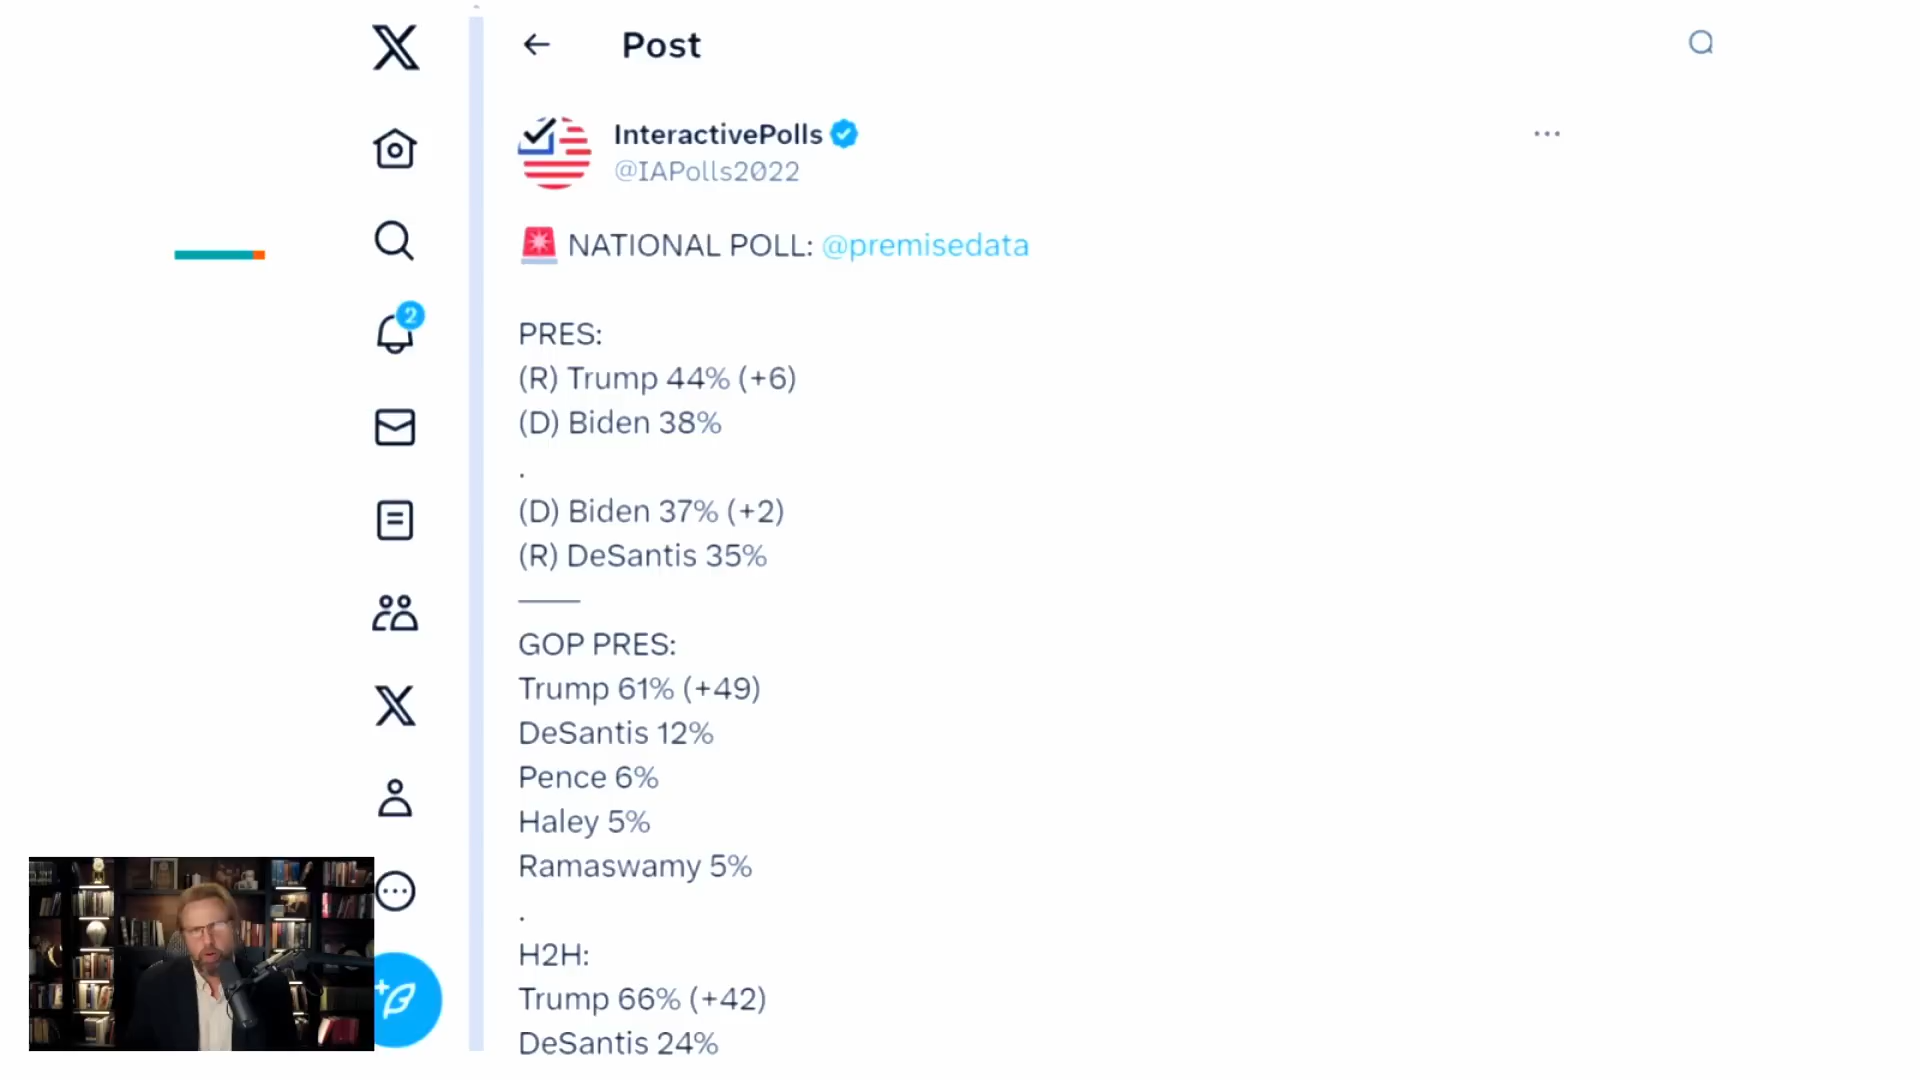 Post
InteractivePolls
@IAPolls2022
🚨 NATIONAL POLL: @premisedata
PRES:
(R) Trump 44% (+6)
(D) Biden 38%
.
(D) Biden 37% (+2)
(R) DeSantis 35%
———
GOP PRES:
Trump 61% (+49)
DeSantis 12%
Pence 6%
Haley 5%
Ramaswamy 5%
.
H2H:
Trump 66% (+42)
DeSantis 24%
2